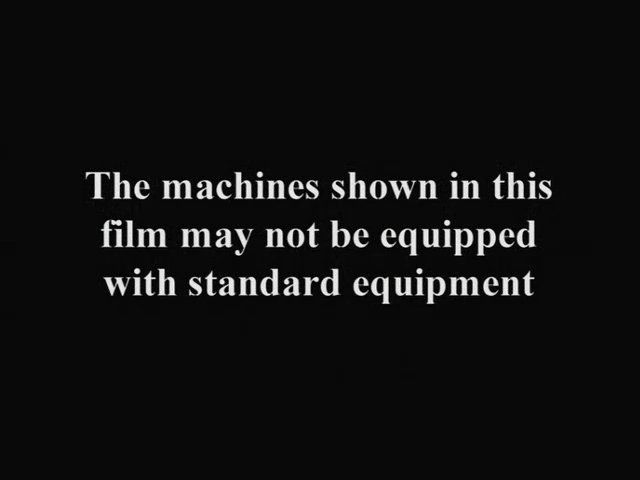 The machines shown in this
film may not be equipped
with standard equipment